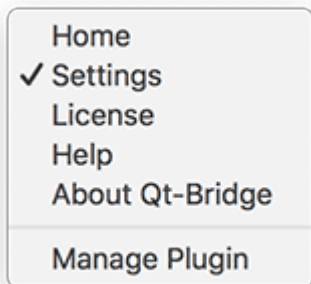 Home
✓ Settings
License
Help
About Qt-Bridge
Manage Plugin